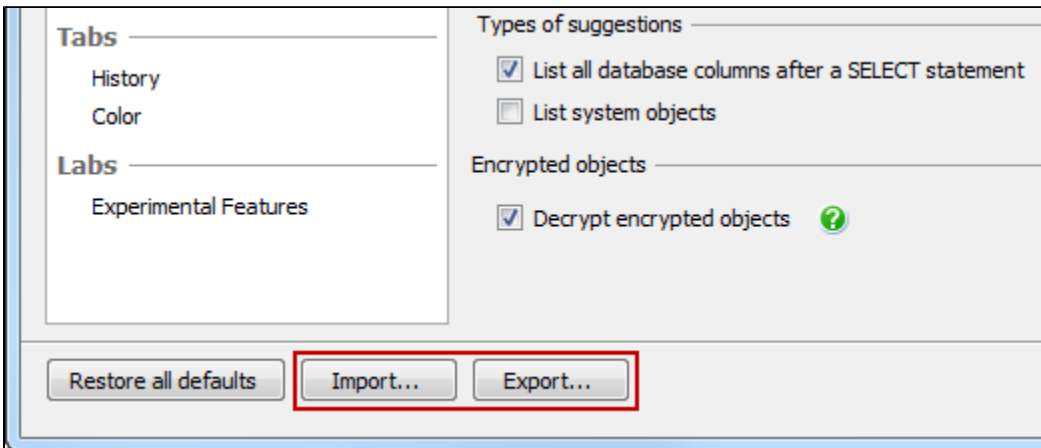 Tabs
History
Color
Labs
Experimental Features
Types of suggestions
List all database columns after a SELECT statement
List system objects
Encrypted objects
Decrypt encrypted objects ?
Restore all defaults
Import...
Export...